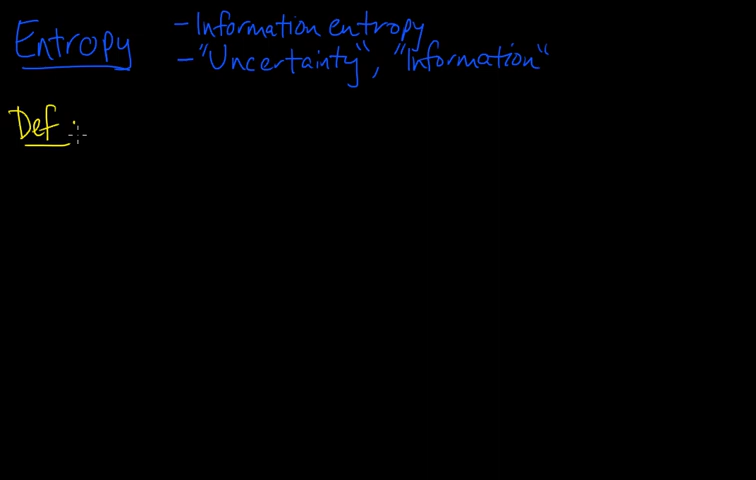 Entropy
- Information entropy
- "Uncertainty", "Information"
Def.